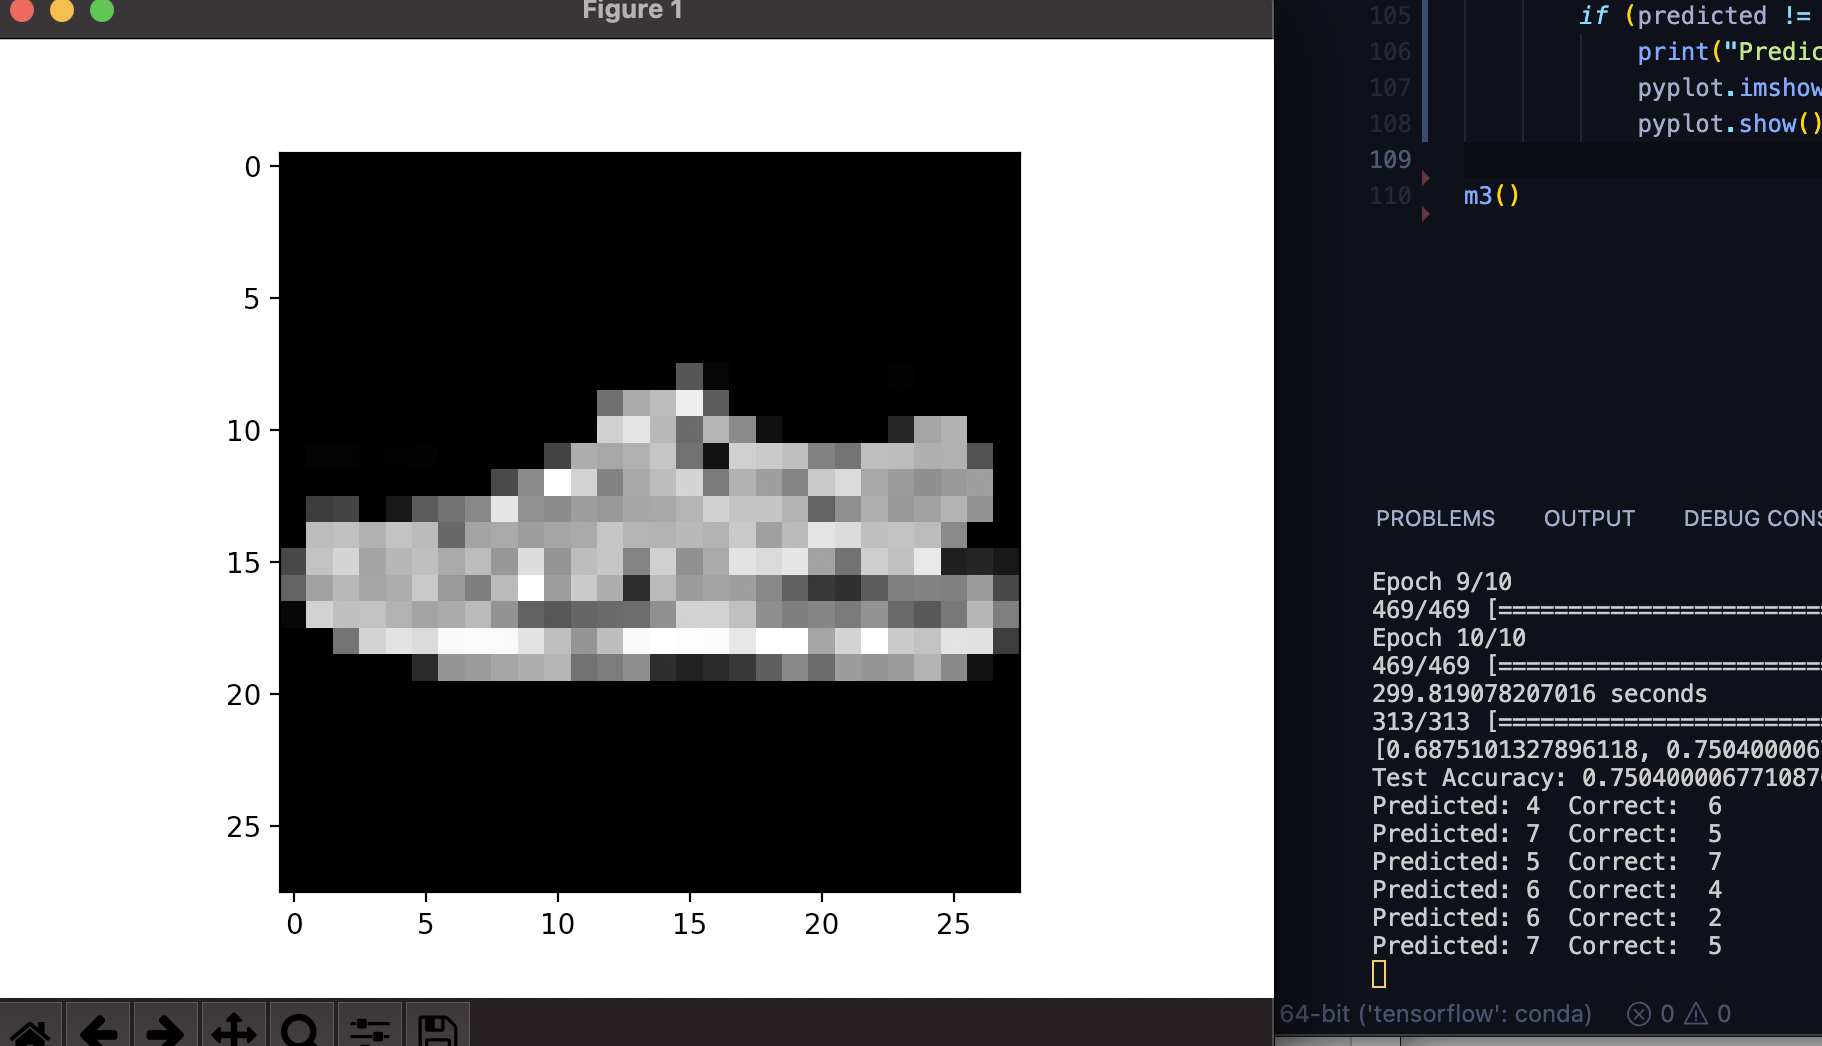 Figure 1
0
5
10
15
20
25
0 5 10 15 20 25
105 if (predicted !=
106 print("Predic
107 pyplot.imshow
108 pyplot.show()
109
110 m3()
PROBLEMS OUTPUT DEBUG CONS
Epoch 9/10
469/469 [=======================
Epoch 10/10
469/469 [=======================
299.819078207016 seconds
313/313 [=======================
[0.6875101327896118, 0.750400006
Test Accuracy: 0.750400006771087
Predicted: 4 Correct: 6
Predicted: 7 Correct: 5
Predicted: 5 Correct: 7
Predicted: 6 Correct: 4
Predicted: 6 Correct: 2
Predicted: 7 Correct: 5
64-bit ('tensorflow': conda) 0 0